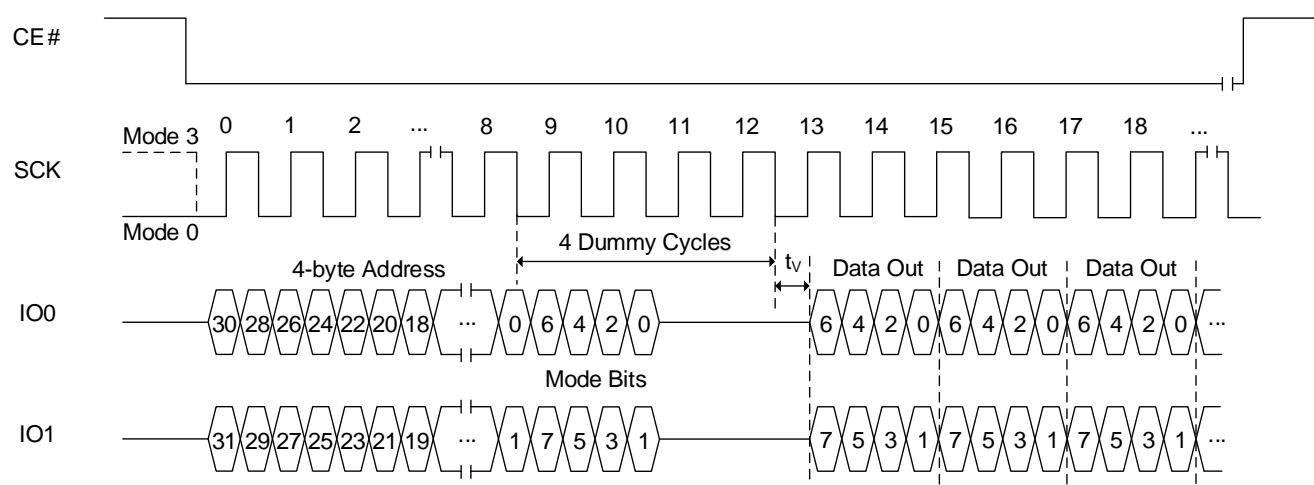 CE#
0 1 2 ... 8 9 10 11 12 13 14 15 16 17 18 ...
Mode 3
SCK
Mode 0
4 Dummy Cycles
4-byte Address tV Data Out Data Out Data Out
IO0 30 28 26 24 22 20 18 ... 0 6 4 2 0 6 4 2 0 6 4 2 0 6 4 2 0 ...
Mode Bits
IO1 31 29 27 25 23 21 19 ... 1 7 5 3 1 7 5 3 1 7 5 3 1 7 5 3 1 ...